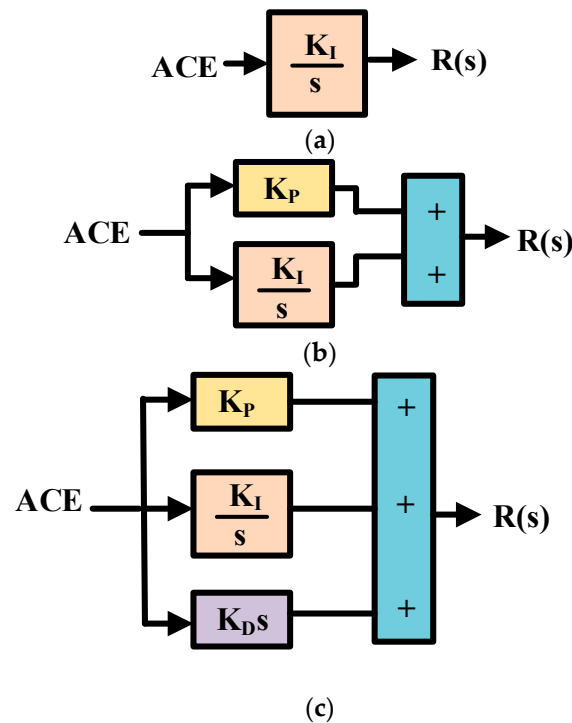 ACE
K_I
s
R(s)
(a)
ACE
K_P
K_I
s
+
+
R(s)
(b)
ACE
K_P
K_I
s
K_D s
+
+
+
R(s)
(c)